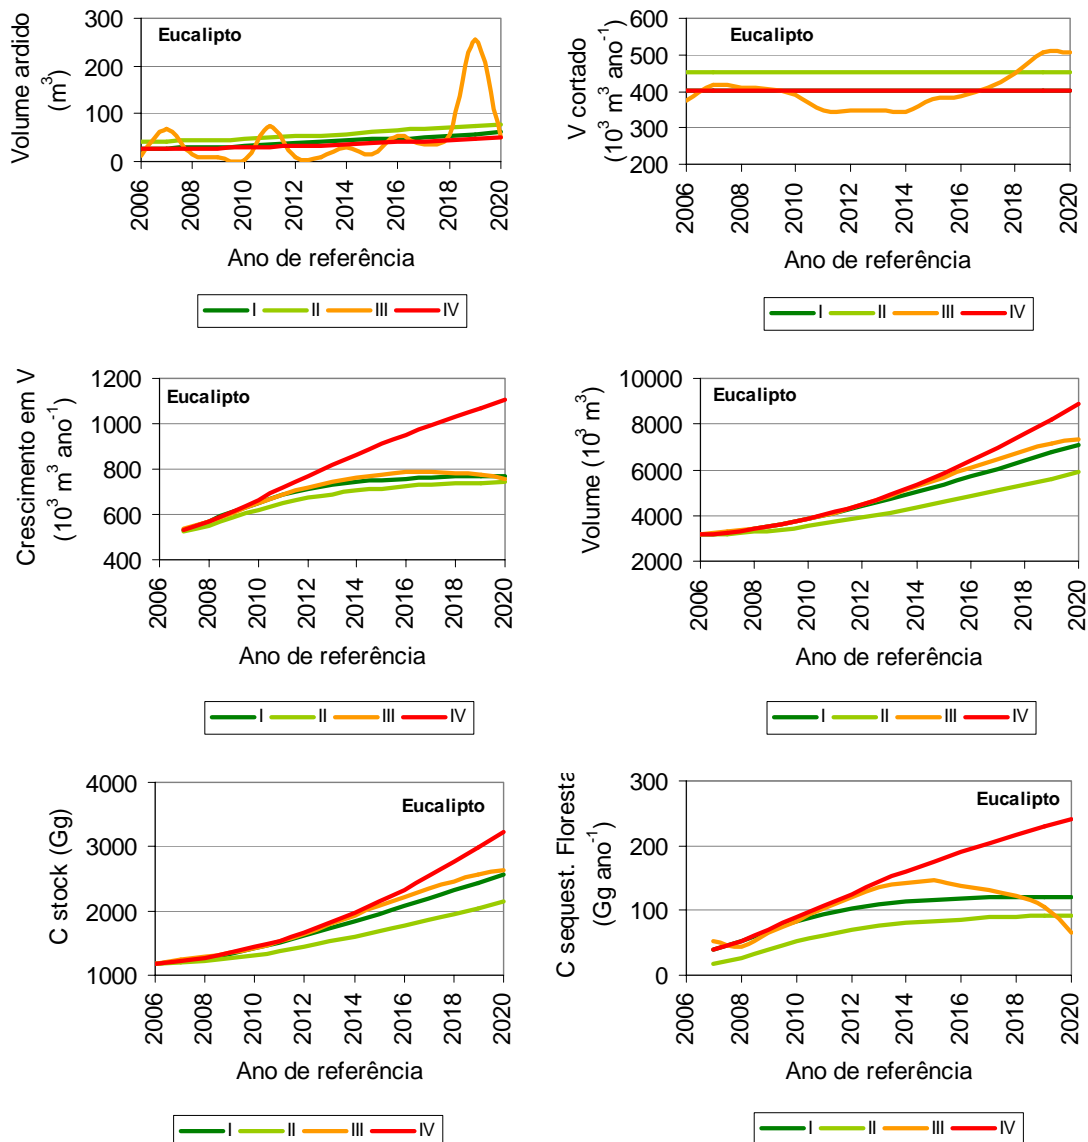 Eucalipto
Volume ardido
(m³)
300
200
100
0
2006
2008
2010
2012
2014
2016
2018
2020
Ano de referência
I II III IV
Eucalipto
V cortado
(10³ m³ ano⁻¹)
600
500
400
300
200
2006
2008
2010
2012
2014
2016
2018
2020
Ano de referência
I II III IV
Eucalipto
Crescimento em V
(10³ m³ ano⁻¹)
1200
1000
800
600
400
2006
2008
2010
2012
2014
2016
2018
2020
Ano de referência
I II III IV
Eucalipto
Volume (10³ m³)
10000
8000
6000
4000
2000
2006
2008
2010
2012
2014
2016
2018
2020
Ano de referência
I II III IV
Eucalipto
C stock (Gg)
4000
3000
2000
1000
2006
2008
2010
2012
2014
2016
2018
2020
Ano de referência
I II III IV
Eucalipto
C sequest. Floresta
(Gg ano⁻¹)
300
200
100
0
2006
2008
2010
2012
2014
2016
2018
2020
Ano de referência
I II III IV